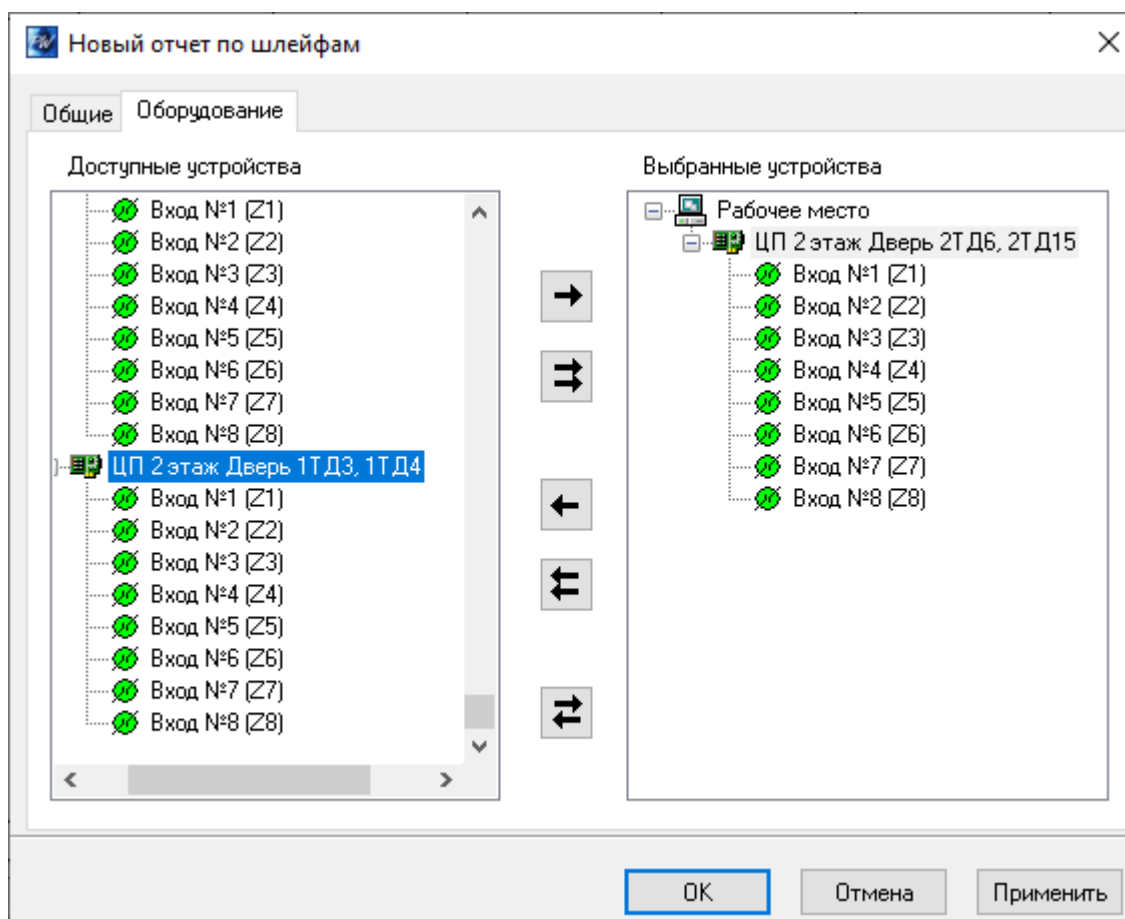 Новый отчет по шлейфам
Общие
Оборудование
Доступные устройства
Вход №1 (Z1)
Вход №2 (Z2)
Вход №3 (Z3)
Вход №4 (Z4)
Вход №5 (Z5)
Вход №6 (Z6)
Вход №7 (Z7)
Вход №8 (Z8)
ЦП 2 этаж Дверь 1ТД3, 1ТД4
Вход №1 (Z1)
Вход №2 (Z2)
Вход №3 (Z3)
Вход №4 (Z4)
Вход №5 (Z5)
Вход №6 (Z6)
Вход №7 (Z7)
Вход №8 (Z8)
Выбранные устройства
Рабочее место
ЦП 2 этаж Дверь 2ТД6, 2ТД15
Вход №1 (Z1)
Вход №2 (Z2)
Вход №3 (Z3)
Вход №4 (Z4)
Вход №5 (Z5)
Вход №6 (Z6)
Вход №7 (Z7)
Вход №8 (Z8)
OK
Отмена
Применить